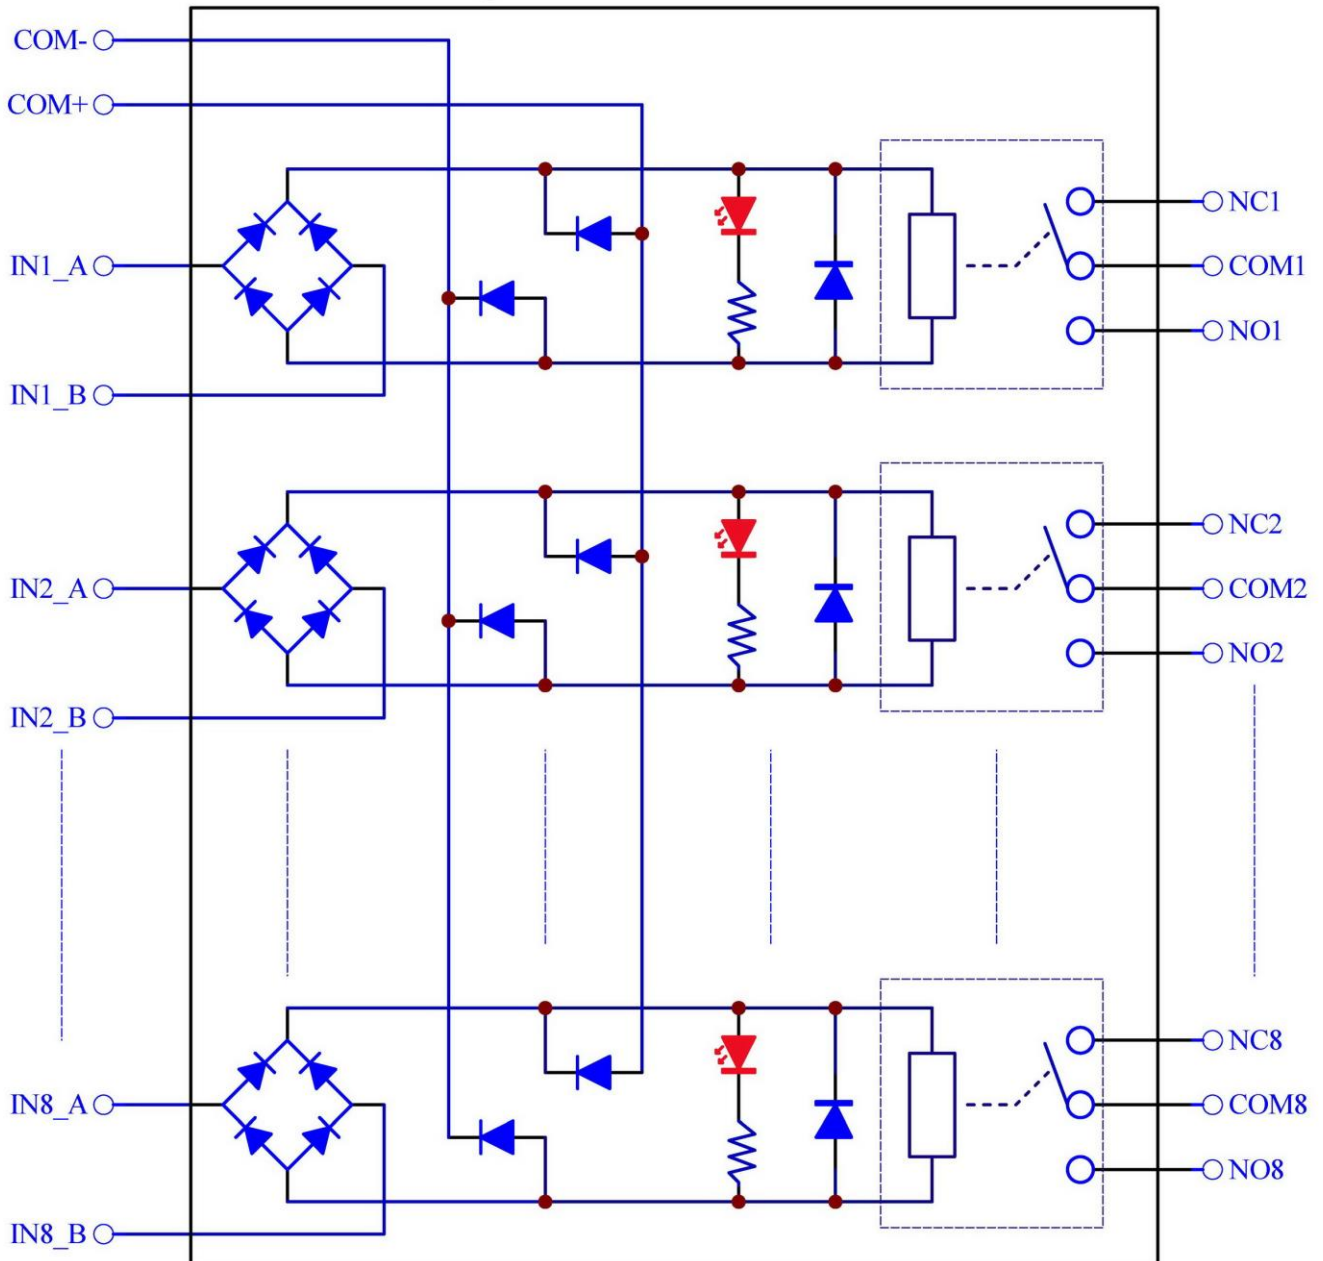 COM-
COM+
IN1_A
IN1_B
NC1
COM1
NO1
IN2_A
IN2_B
NC2
COM2
NO2
IN8_A
IN8_B
NC8
COM8
NO8